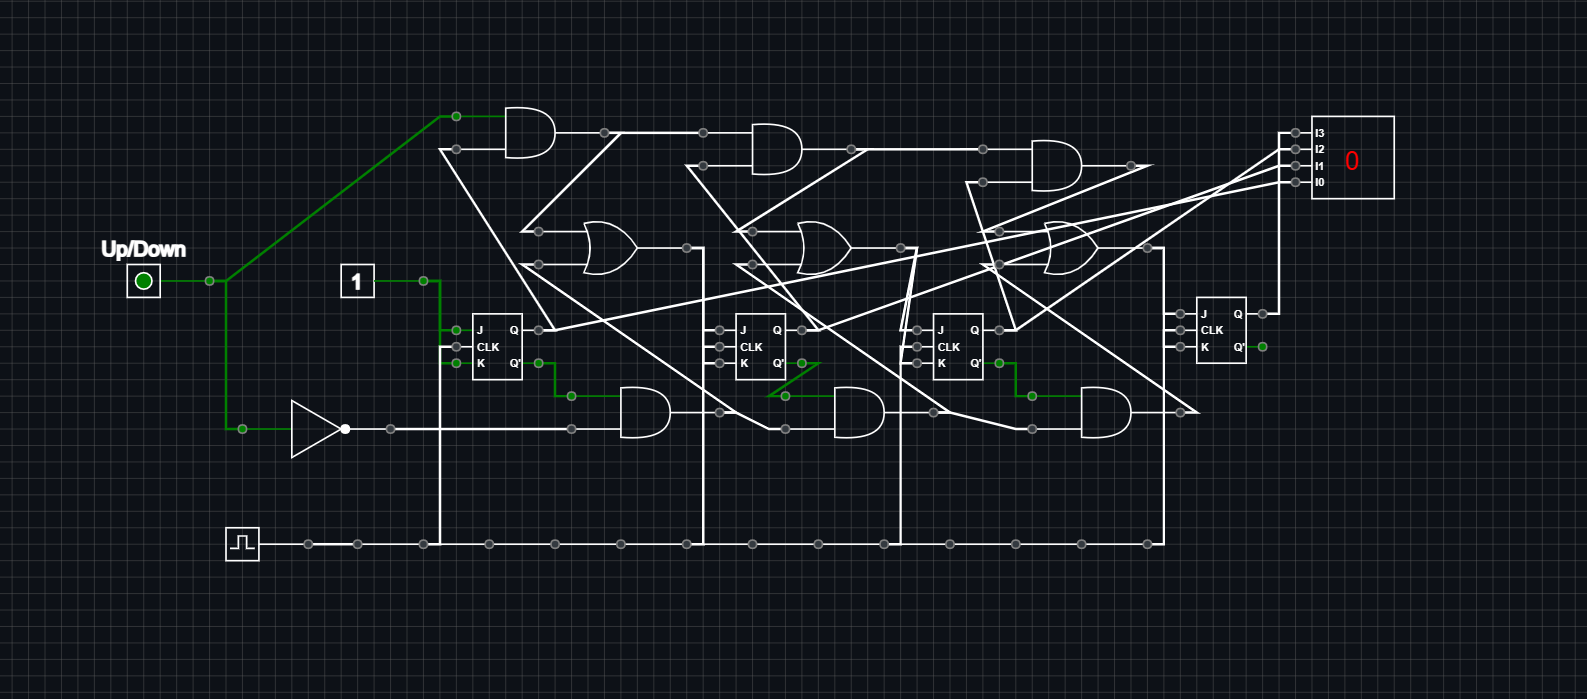 I3
I2
0
I1
I0
Up/Down
1
J Q
CLK
K Q'
J Q
CLK
K Q'
J Q
CLK
K Q'
J Q
CLK
K Q'